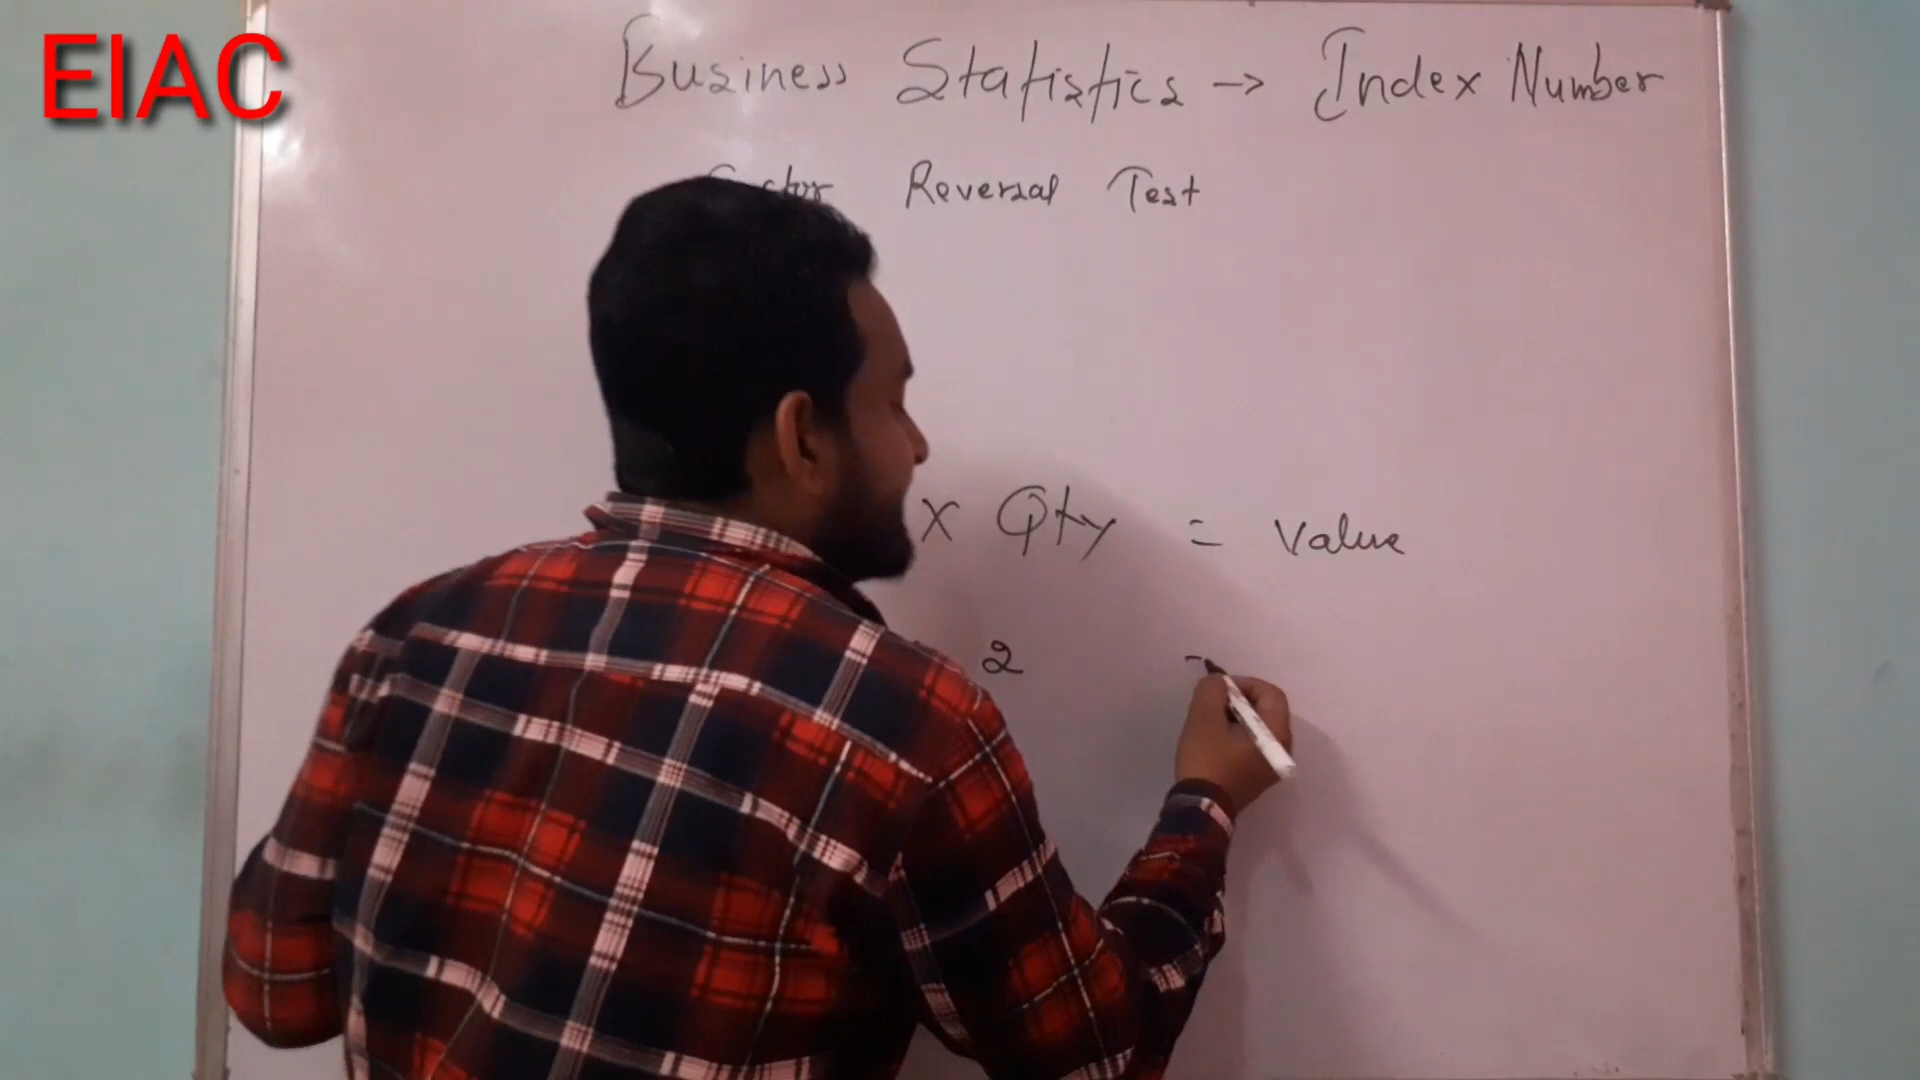 EIAC
Business Statistics → Index Number
Reversal Test
x Qty = Value
2